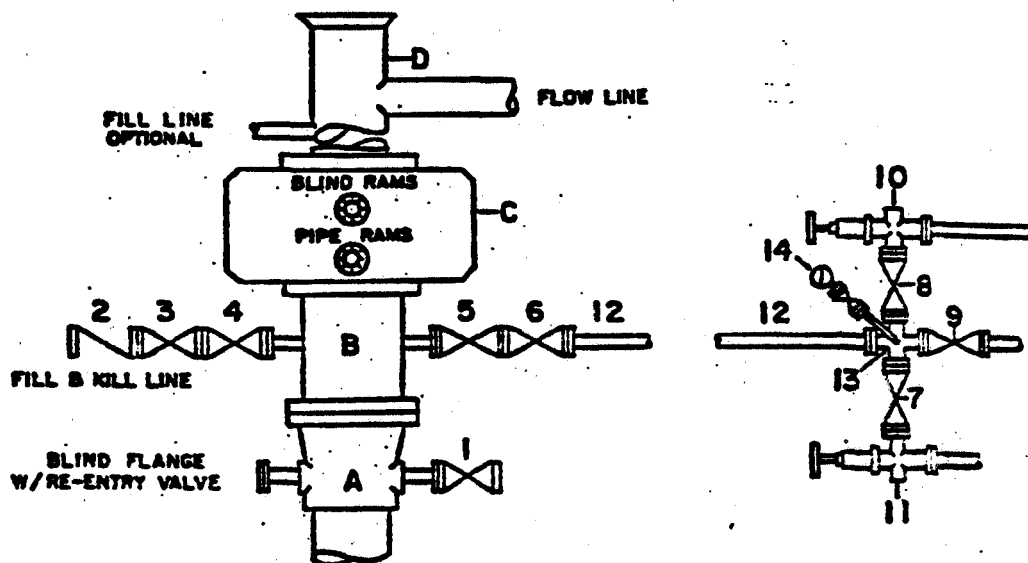 D
FLOW LINE
FILL LINE
OPTIONAL
BLIND RAMS
C
PIPE RAMS
10
14
8
2 3 4 5 6 12
B
12
9
13
7
FILL & KILL LINE
BLIND FLANGE
W/RE-ENTRY VALVE
1
A
11